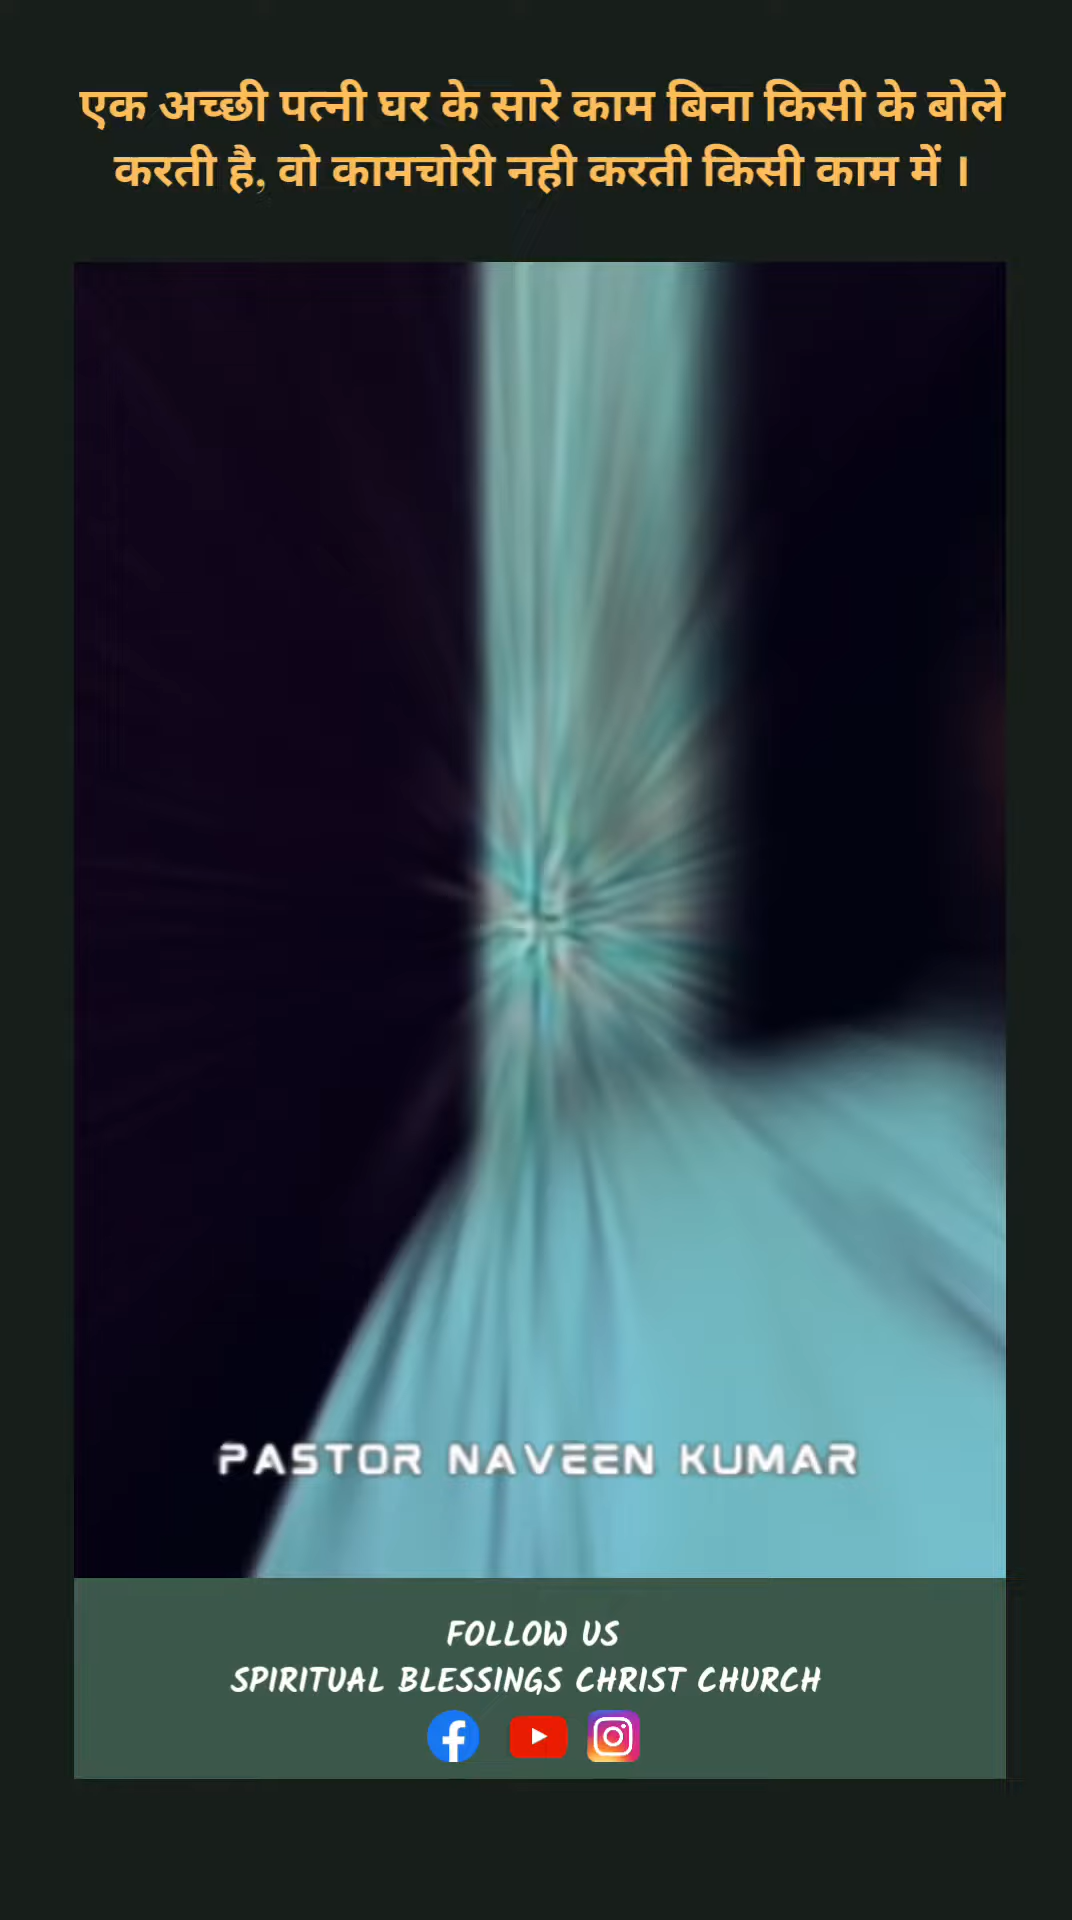 एक अच्छी पत्नी घर के सारे काम बिना किसी के बोले
करती है, वो कामचोरी नही करती किसी काम में ।
PASTOR NAVEEN KUMAR
FOLLOW US
SPIRITUAL BLESSINGS CHRIST CHURCH